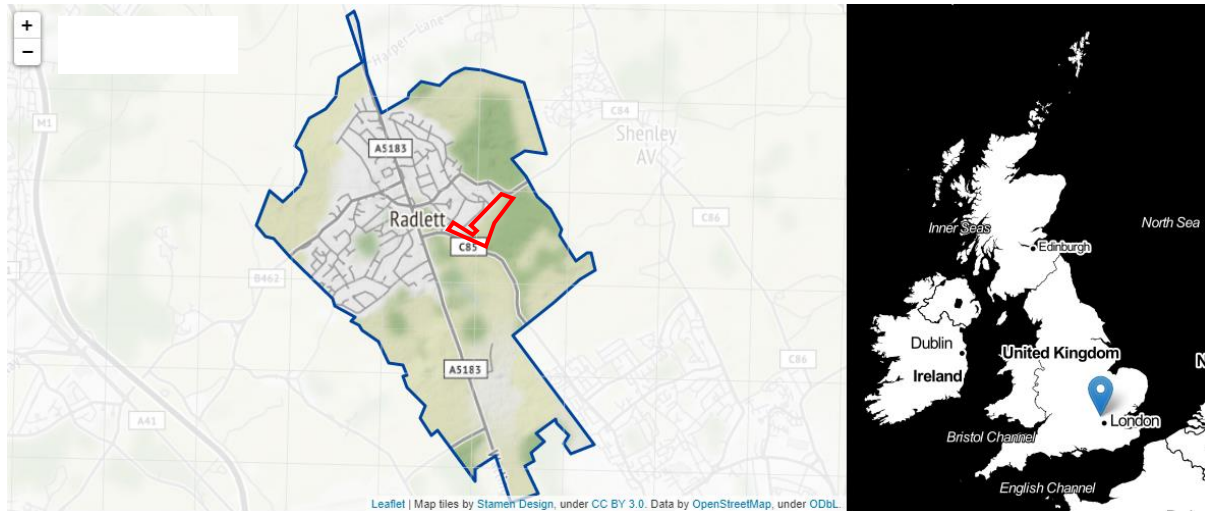 +
−
Harper-Lane
M1
C84
Shenley
AV
A5183
Radlett
C86
C85
B462
A5183
C86
A41
Leaflet | Map tiles by Stamen Design, under CC BY 3.0. Data by OpenStreetMap, under ODbL.
North Sea
Inner Seas
Edinburgh
Dublin
United Kingdom
Ireland
London
Bristol Channel
English Channel